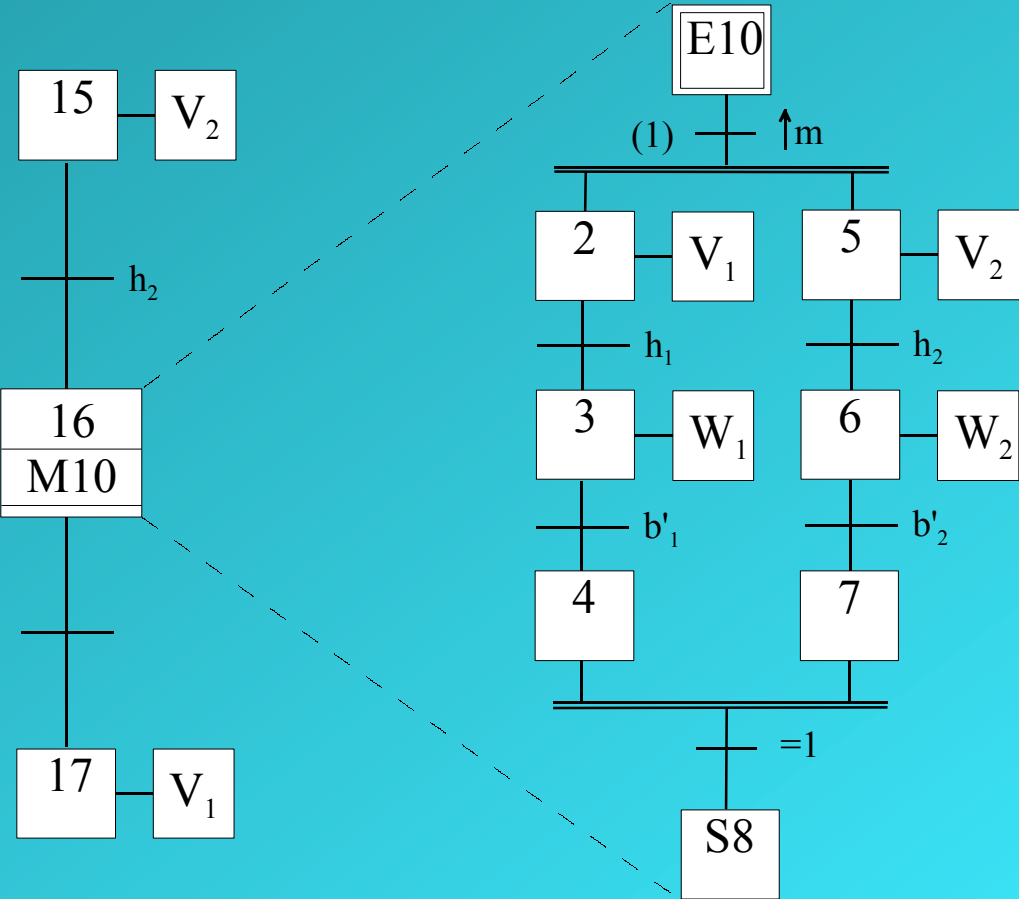 15
V₂
h₂
16
M10
17
V₁
E10
(1)
↑m
2
V₁
5
V₂
h₁
h₂
3
W₁
6
W₂
b'₁
b'₂
4
7
=1
S8